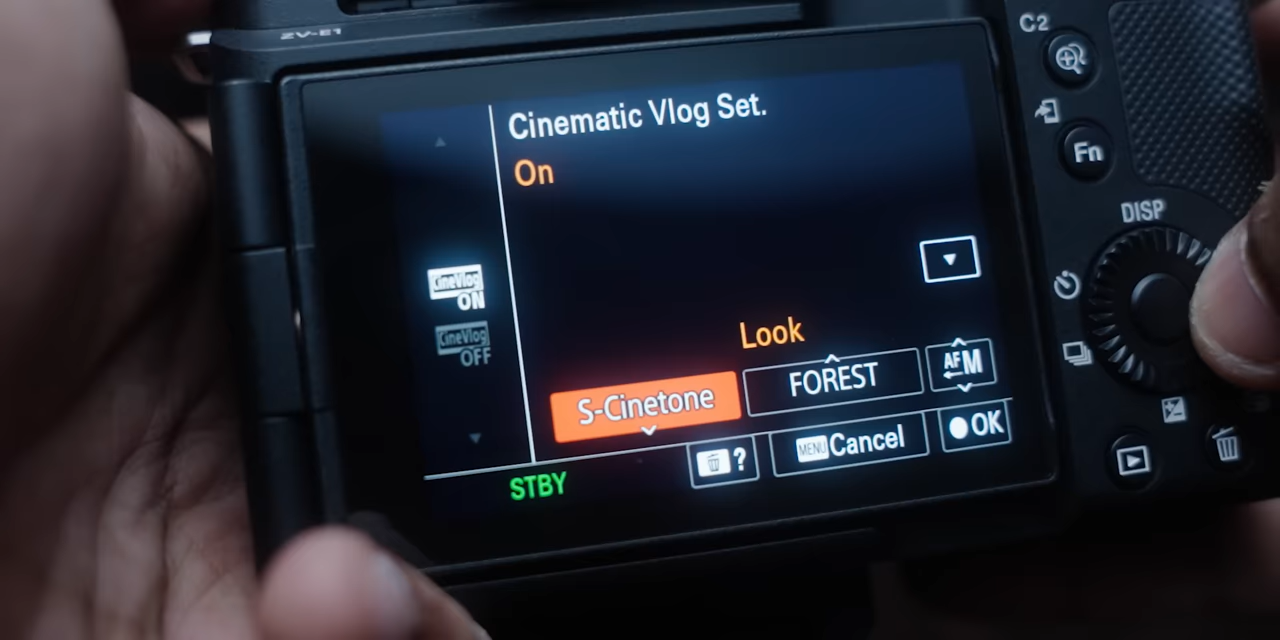 ZV-E1
C2
Cinematic Vlog Set.
On
Fn
DISP
CineVlog
ON
CineVlog
OFF
Look
S-Cinetone
FOREST
AF
M
MENU Cancel
OK
?
STBY